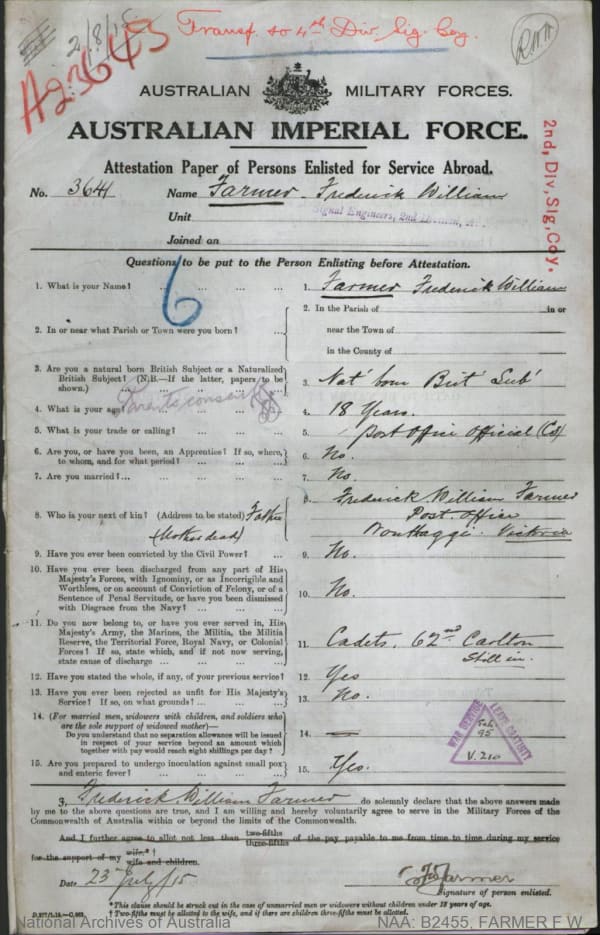 2/8/15
Transf. to 4th Div. Sig. Coy.
A23643
AUSTRALIAN MILITARY FORCES.
AUSTRALIAN IMPERIAL FORCE.
Attestation Paper of Persons Enlisted for Service Abroad.
No. 3641 Name Farmer Frederick William
Unit Signal Engineers, 2nd Division,
Joined on
2nd, Div, Sig, Coy.
Questions to be put to the Person Enlisting before Attestation.
6
1. What is your Name? ... 1. Farmer Frederick William
2. In or near what Parish or Town were you born? ... 2. In the Parish of in or
near the Town of
in the County of
3. Are you a natural born British Subject or a Naturalized
British Subject? (N.B.—If the latter, papers to be
shown.) 3. Nat' born Brit' Sub'
Parents consent
4. What is your age? 4. 18 Years.
5. What is your trade or calling? 5. Post Office Official
6. Are you, or have you been, an Apprentice? If so, where,
to whom, and for what period? 6. No.
7. Are you married? ... 7. No.
8. Who is your next of kin? (Address to be stated) Father
(Mother dead)
8. Frederick William Farmer
Post Office
Wonthaggi. Victoria
9. Have you ever been convicted by the Civil Power? ... 9. No.
10. Have you ever been discharged from any part of His
Majesty's Forces, with Ignominy, or as Incorrigible and
Worthless, or on account of Conviction of Felony, or of a
Sentence of Penal Servitude, or have you been dismissed
with Disgrace from the Navy? ... 10. No.
11. Do you now belong to, or have you ever served in, His
Majesty's Army, the Marines, the Militia, the Militia
Reserve, the Territorial Force, Royal Navy, or Colonial
Forces? If so, state which, and if not now serving,
state cause of discharge ... 11. Cadets. 62nd Carlton
Still in.
12. Have you stated the whole, if any, of your previous service? 12. Yes
13. Have you ever been rejected as unfit for His Majesty's
Service? If so, on what grounds? ... 13. No.
14. (For married men, widowers with children, and soldiers who
are the sole support of widowed mother)—
Do you understand that no separation allowance will be issued
in respect of your service beyond an amount which
together with pay would reach eight shillings per day? ... 14. —
WAR SERVICE LEAVE GRATUITY
95
V. 210
15. Are you prepared to undergo inoculation against small pox
and enteric fever? 15. Yes.
I, Frederick William Farmer do solemnly declare that the above answers made
by me to the above questions are true, and I am willing and hereby voluntarily agree to serve in the Military Forces of the
Commonwealth of Australia within or beyond the limits of the Commonwealth.
And I further agree to allot not less than two-fifths three-fifths of the pay payable to me from time to time during my service
for the support of my wife.*† wife and children.
Date 23 July /15
Farmer
Signature of person enlisted.
*This clause should be struck out in the case of unmarried men or widowers without children under 18 years of age.
†Two-fifths must be allotted to the wife, and if there are children three-fifths must be allotted.
National Archives of Australia
NAA: B2455, FARMER F W